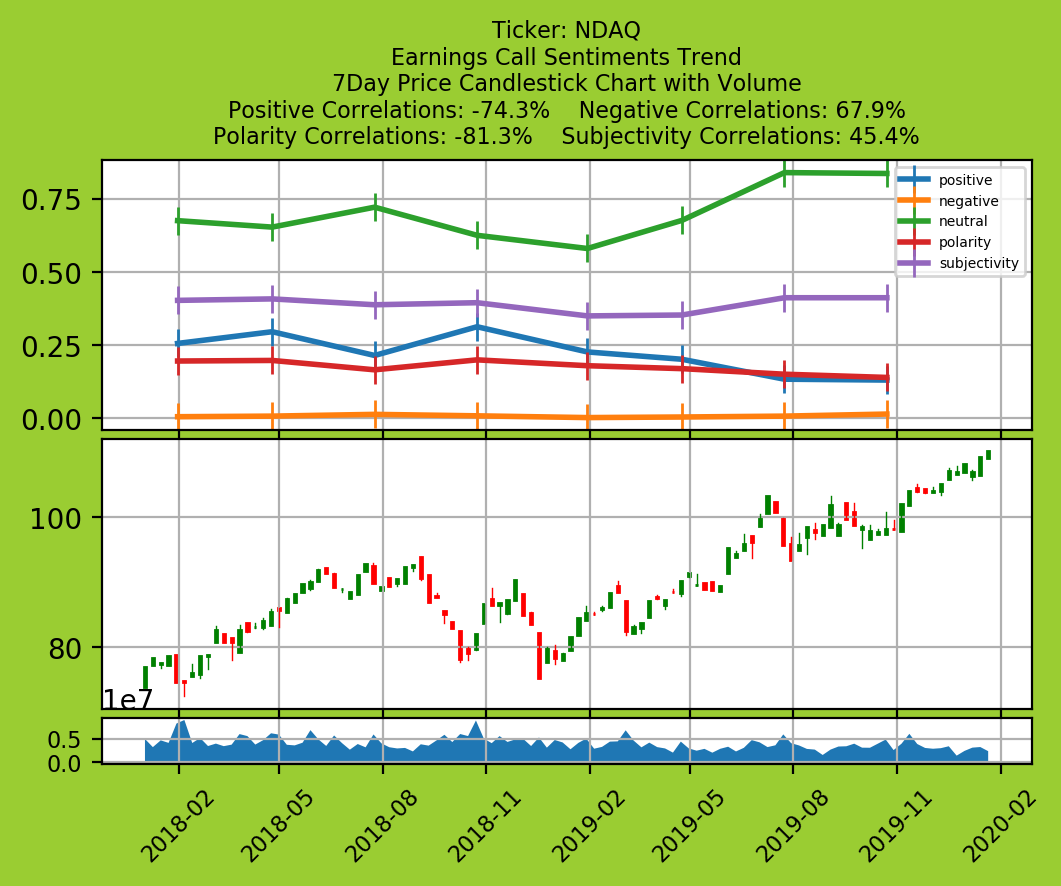 Ticker: NDAQ
Earnings Call Sentiments Trend
7Day Price Candlestick Chart with Volume
Positive Correlations: -74.3%    Negative Correlations: 67.9%
Polarity Correlations: -81.3%    Subjectivity Correlations: 45.4%
0.75
0.50
0.25
0.00
positive
negative
neutral
polarity
subjectivity
100
80
1e7
0.5
0.0
2018-02
2018-05
2018-08
2018-11
2019-02
2019-05
2019-08
2019-11
2020-02